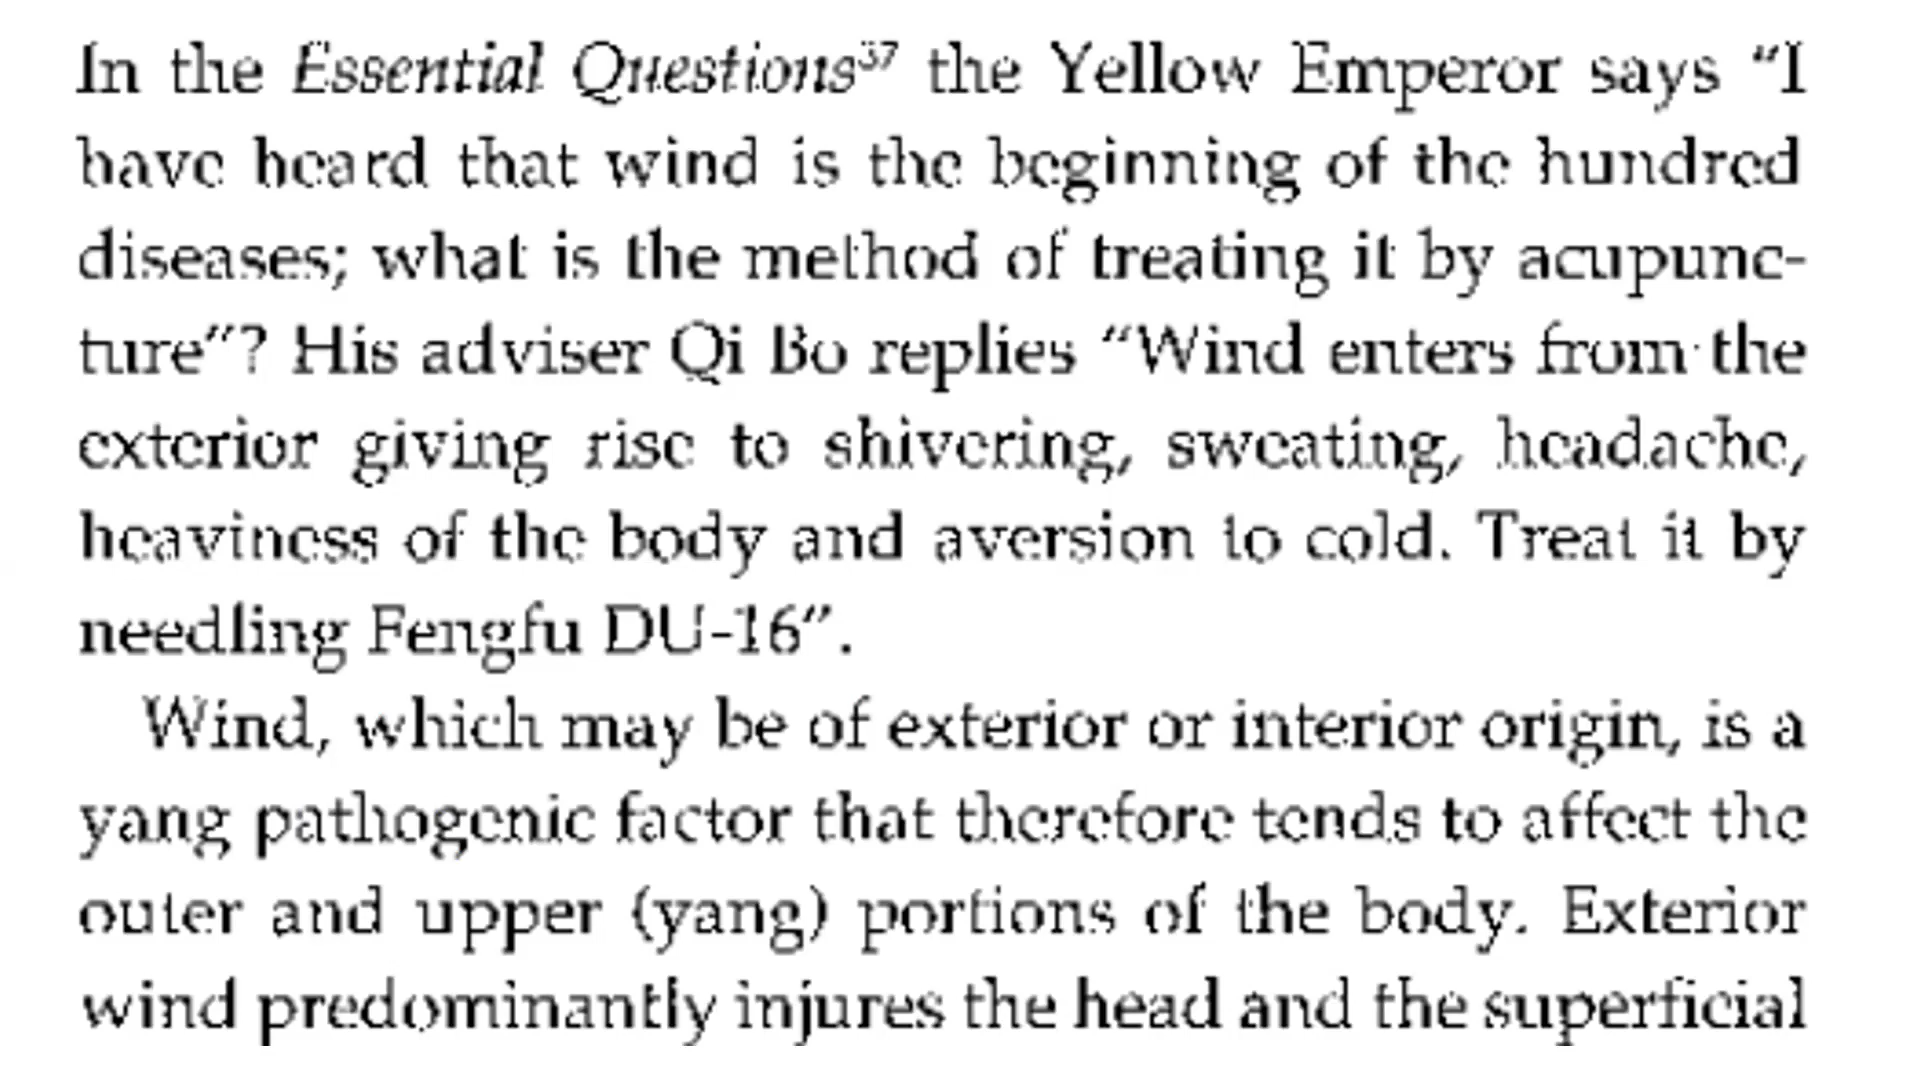 In the Essential Questions37 the Yellow Emperor says “I
have heard that wind is the beginning of the hundred
diseases; what is the method of treating it by acupunc-
ture”? His adviser Qi Bo replies “Wind enters from the
exterior giving rise to shivering, sweating, headache,
heaviness of the body and aversion to cold. Treat it by
needling Fengfu DU-16”.
Wind, which may be of exterior or interior origin, is a
yang pathogenic factor that therefore tends to affect the
outer and upper (yang) portions of the body. Exterior
wind predominantly injures the head and the superficial